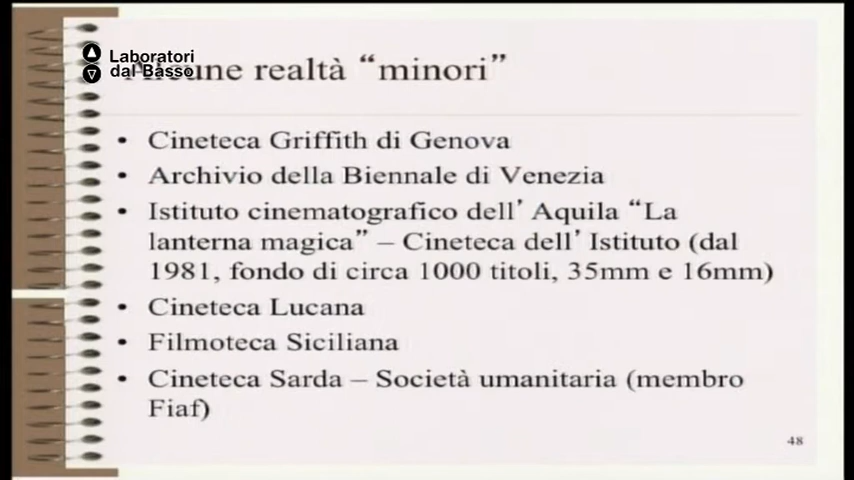 Laboratori
dal Basso
Alcune realtà “minori”
• Cineteca Griffith di Genova
• Archivio della Biennale di Venezia
• Istituto cinematografico dell’ Aquila “La
lanterna magica” – Cineteca dell’ Istituto (dal
1981, fondo di circa 1000 titoli, 35mm e 16mm)
• Cineteca Lucana
• Filmoteca Siciliana
• Cineteca Sarda – Società umanitaria (membro
Fiaf)
48